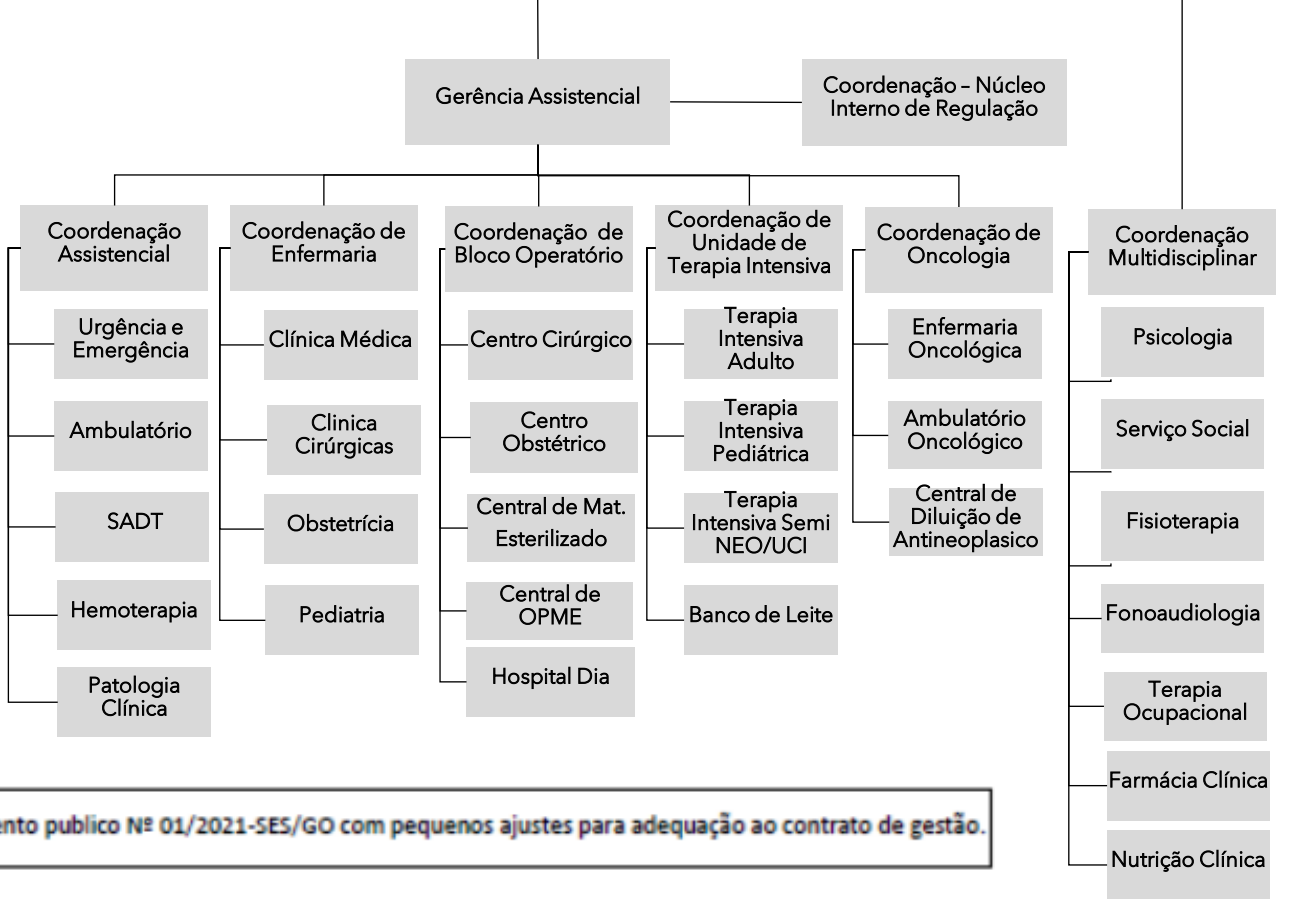 Gerência Assistencial
Coordenação – Núcleo
Interno de Regulação
Coordenação
Assistencial
Urgência e
Emergência
Ambulatório
SADT
Hemoterapia
Patologia
Clínica
Coordenação de
Enfermaria
Clínica Médica
Clinica
Cirúrgicas
Obstetrícia
Pediatria
Coordenação de
Bloco Operatório
Centro Cirúrgico
Centro
Obstétrico
Central de Mat.
Esterilizado
Central de
OPME
Hospital Dia
Coordenação de
Unidade de
Terapia Intensiva
Terapia
Intensiva
Adulto
Terapia
Intensiva
Pediátrica
Terapia
Intensiva Semi
NEO/UCI
Banco de Leite
Coordenação de
Oncologia
Enfermaria
Oncológica
Ambulatório
Oncológico
Central de
Diluição de
Antineoplasico
Coordenação
Multidisciplinar
Psicologia
Serviço Social
Fisioterapia
Fonoaudiologia
Terapia
Ocupacional
Farmácia Clínica
Nutrição Clínica
ento publico Nº 01/2021-SES/GO com pequenos ajustes para adequação ao contrato de gestão.